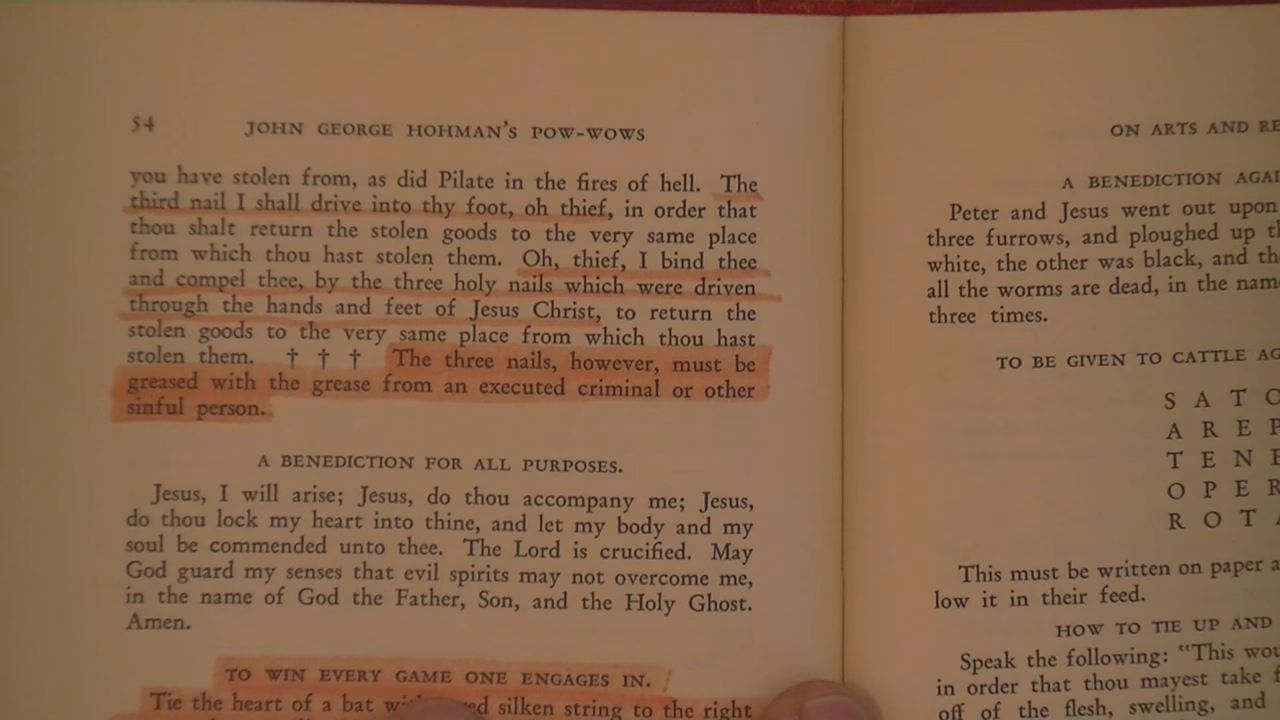 54
JOHN GEORGE HOHMAN'S POW-WOWS
you have stolen from, as did Pilate in the fires of hell. The
third nail I shall drive into thy foot, oh thief, in order that
thou shalt return the stolen goods to the very same place
from which thou hast stolen them. Oh, thief, I bind thee
and compel thee, by the three holy nails which were driven
through the hands and feet of Jesus Christ, to return the
stolen goods to the very same place from which thou hast
stolen them. † † † The three nails, however, must be
greased with the grease from an executed criminal or other
sinful person.
A BENEDICTION FOR ALL PURPOSES.
Jesus, I will arise; Jesus, do thou accompany me; Jesus,
do thou lock my heart into thine, and let my body and my
soul be commended unto thee. The Lord is crucified. May
God guard my senses that evil spirits may not overcome me,
in the name of God the Father, Son, and the Holy Ghost.
Amen.
TO WIN EVERY GAME ONE ENGAGES IN.
Tie the heart of a bat silken string to the right
ON ARTS AND
A BENEDICTION
Peter and Jesus went out upon
three furrows, and ploughed up
white, the other was black, and
all the worms are dead, in the
three times.
TO BE GIVEN TO CATTLE
S A T O
A R E P
T E N E
O P E R
R O T
This must be written on paper
low it in their feed.
HOW TO TIE UP AND
Speak the following: "This
in order that thou mayest take
off of the flesh, swelling, and